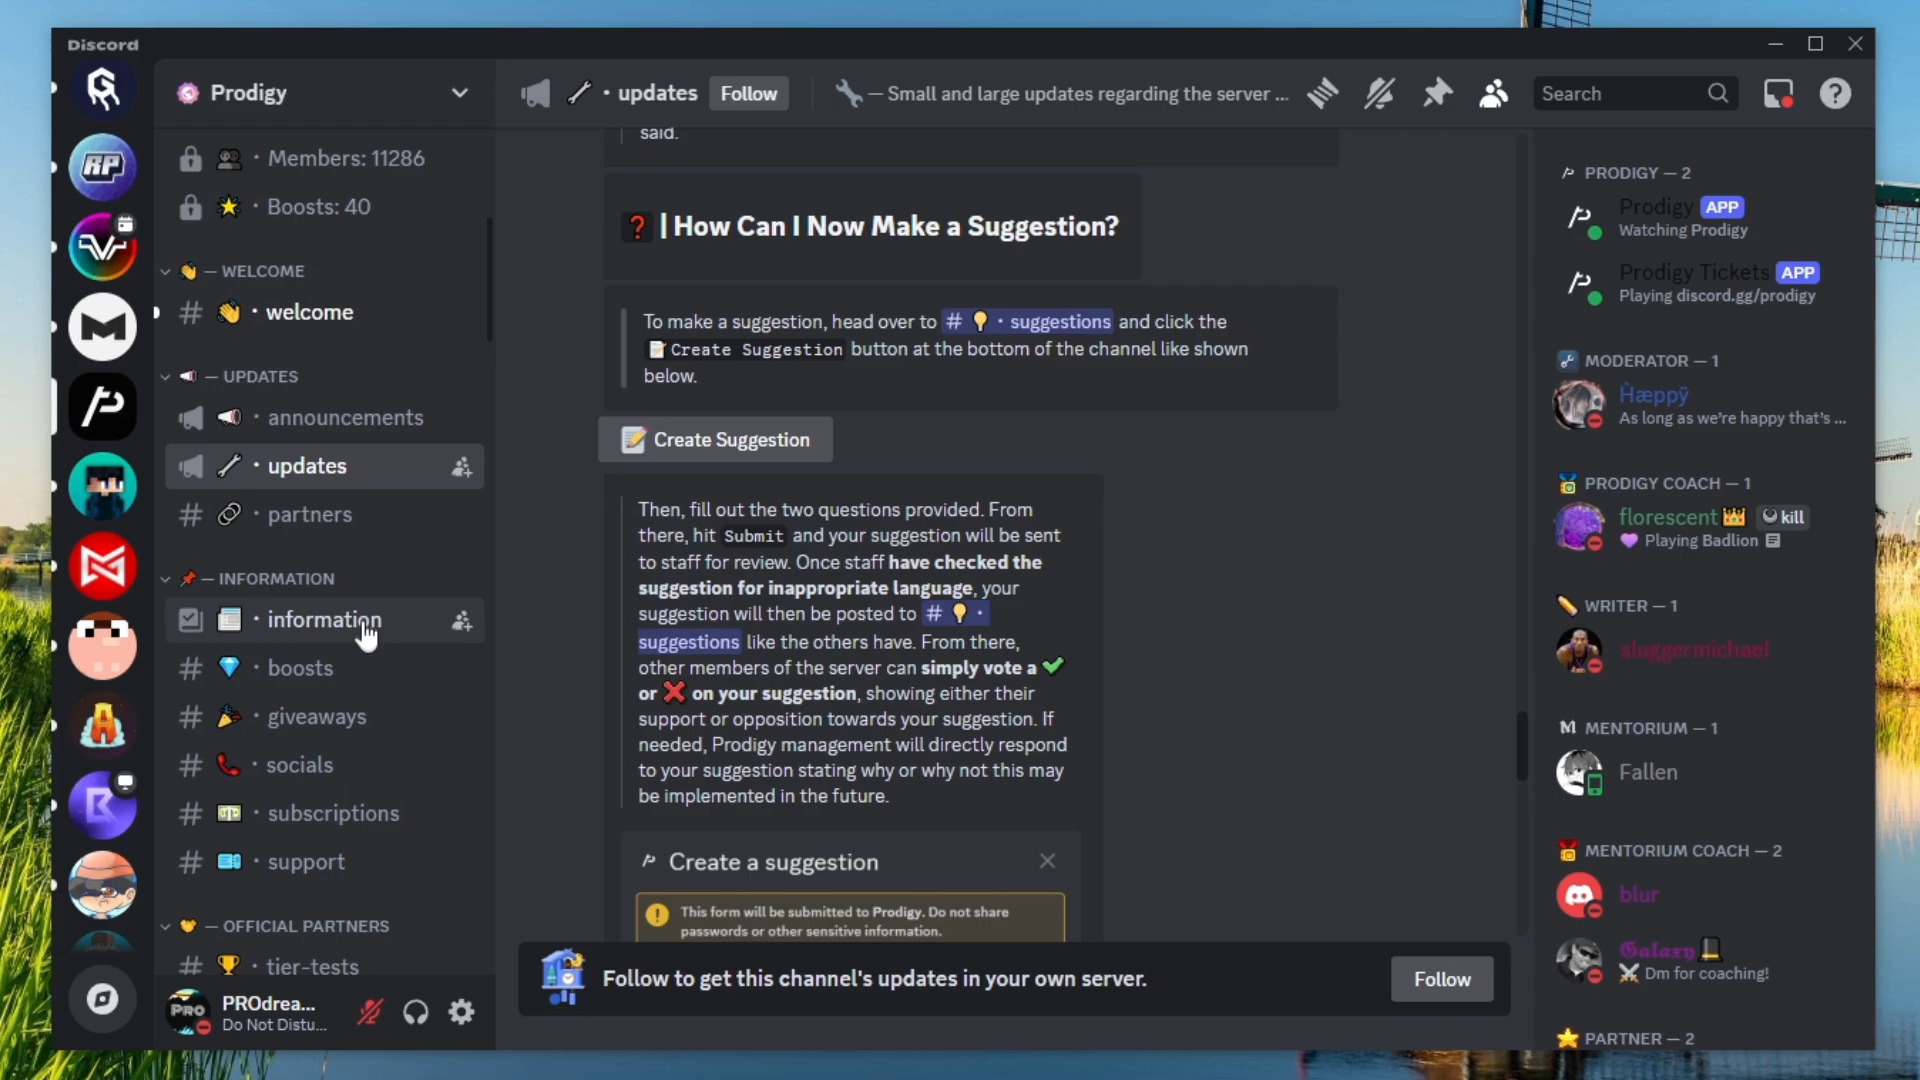 Discord
Prodigy
Members: 11286
Boosts: 40
— WELCOME
welcome
— UPDATES
announcements
updates
partners
— INFORMATION
information
boosts
giveaways
socials
subscriptions
support
— OFFICIAL PARTNERS
tier-tests
PRO
PROdrea...
Do Not Distu...
updates
Follow
— Small and large updates regarding the server ...
Search
said.
| How Can I Now Make a Suggestion?
To make a suggestion, head over to # 💡 · suggestions and click the
📝 Create Suggestion button at the bottom of the channel like shown
below.
Create Suggestion
Then, fill out the two questions provided. From
there, hit Submit and your suggestion will be sent
to staff for review. Once staff have checked the
suggestion for inappropriate language, your
suggestion will then be posted to # 💡 ·
suggestions like the others have. From there,
other members of the server can simply vote a ✔
or ❌ on your suggestion, showing either their
support or opposition towards your suggestion. If
needed, Prodigy management will directly respond
to your suggestion stating why or why not this may
be implemented in the future.
Create a suggestion
This form will be submitted to Prodigy. Do not share
passwords or other sensitive information.
Follow to get this channel's updates in your own server.
Follow
PRODIGY — 2
Prodigy APP
Watching Prodigy
Prodigy Tickets APP
Playing discord.gg/prodigy
MODERATOR — 1
Ĥæppÿ
As long as we're happy that's ...
PRODIGY COACH — 1
florescent kill
Playing Badlion
WRITER — 1
sluggermichael
MENTORIUM — 1
Fallen
MENTORIUM COACH — 2
blur
Galaxy
Dm for coaching!
PARTNER — 2